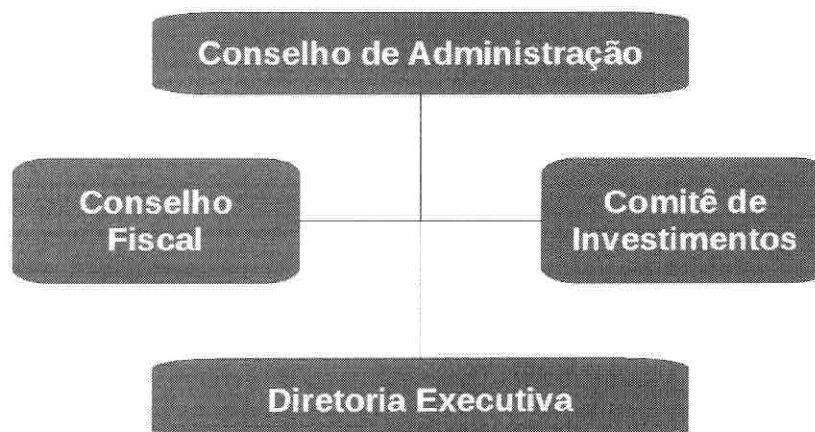 Conselho de Administração
Conselho
Fiscal
Comitê de
Investimentos
Diretoria Executiva